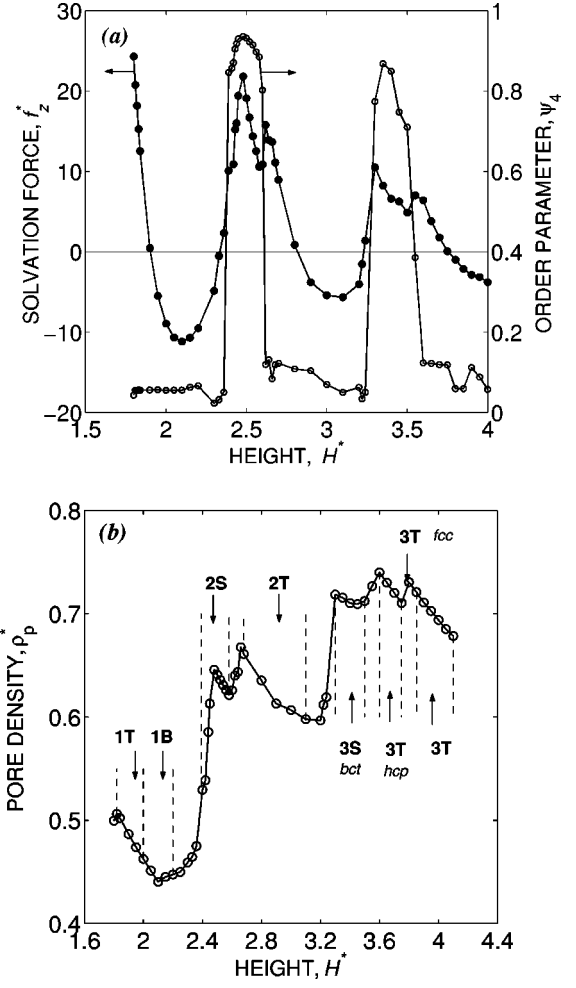 (a)
30
20
10
0
−10
−20
SOLVATION FORCE, f*z
1
0.8
0.6
0.4
0.2
0
ORDER PARAMETER, ψ4
1.5 2 2.5 3 3.5 4
HEIGHT, H*
(b)
0.8
0.7
0.6
0.5
0.4
PORE DENSITY, ρ*p
3T fcc
2S 2T
1T 1B
3S 3T 3T
bct hcp
1.6 2 2.4 2.8 3.2 3.6 4 4.4
HEIGHT, H*